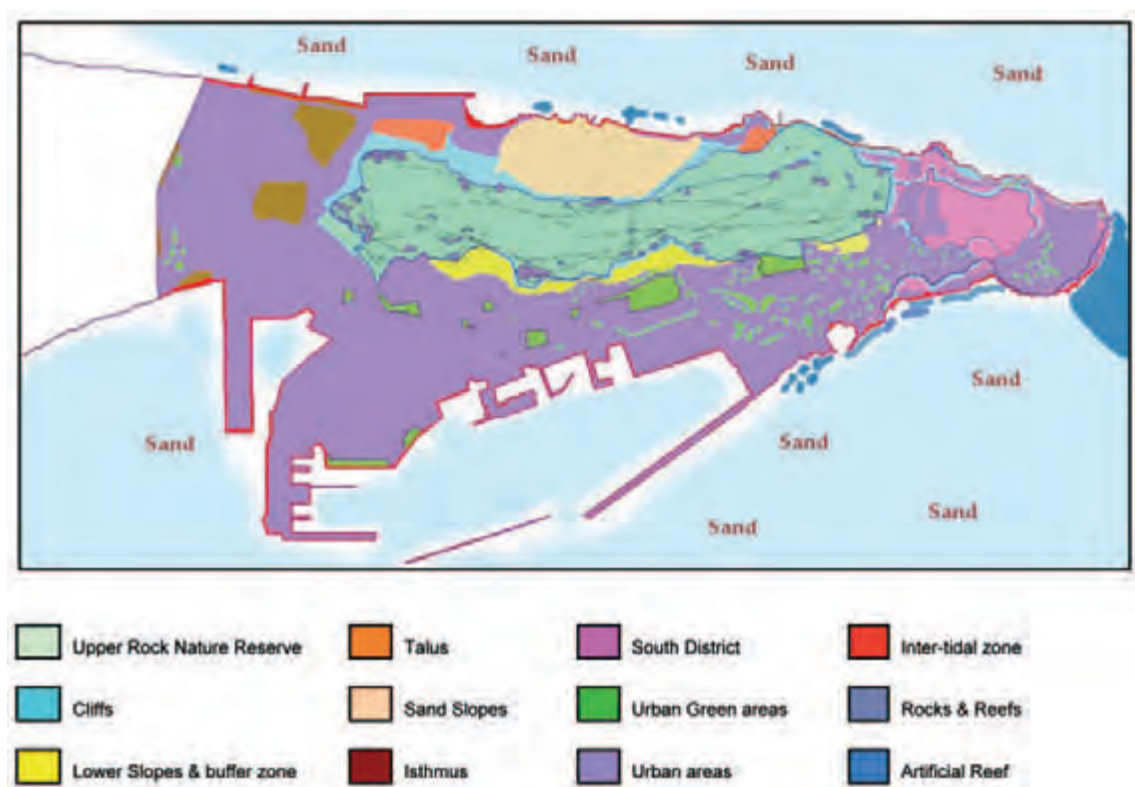 Sand
Sand
Sand
Sand
Sand
Sand
Sand
Sand
Sand
Upper Rock Nature Reserve
Talus
South District
Inter-tidal zone
Cliffs
Sand Slopes
Urban Green areas
Rocks & Reefs
Lower Slopes & buffer zone
Isthmus
Urban areas
Artificial Reef